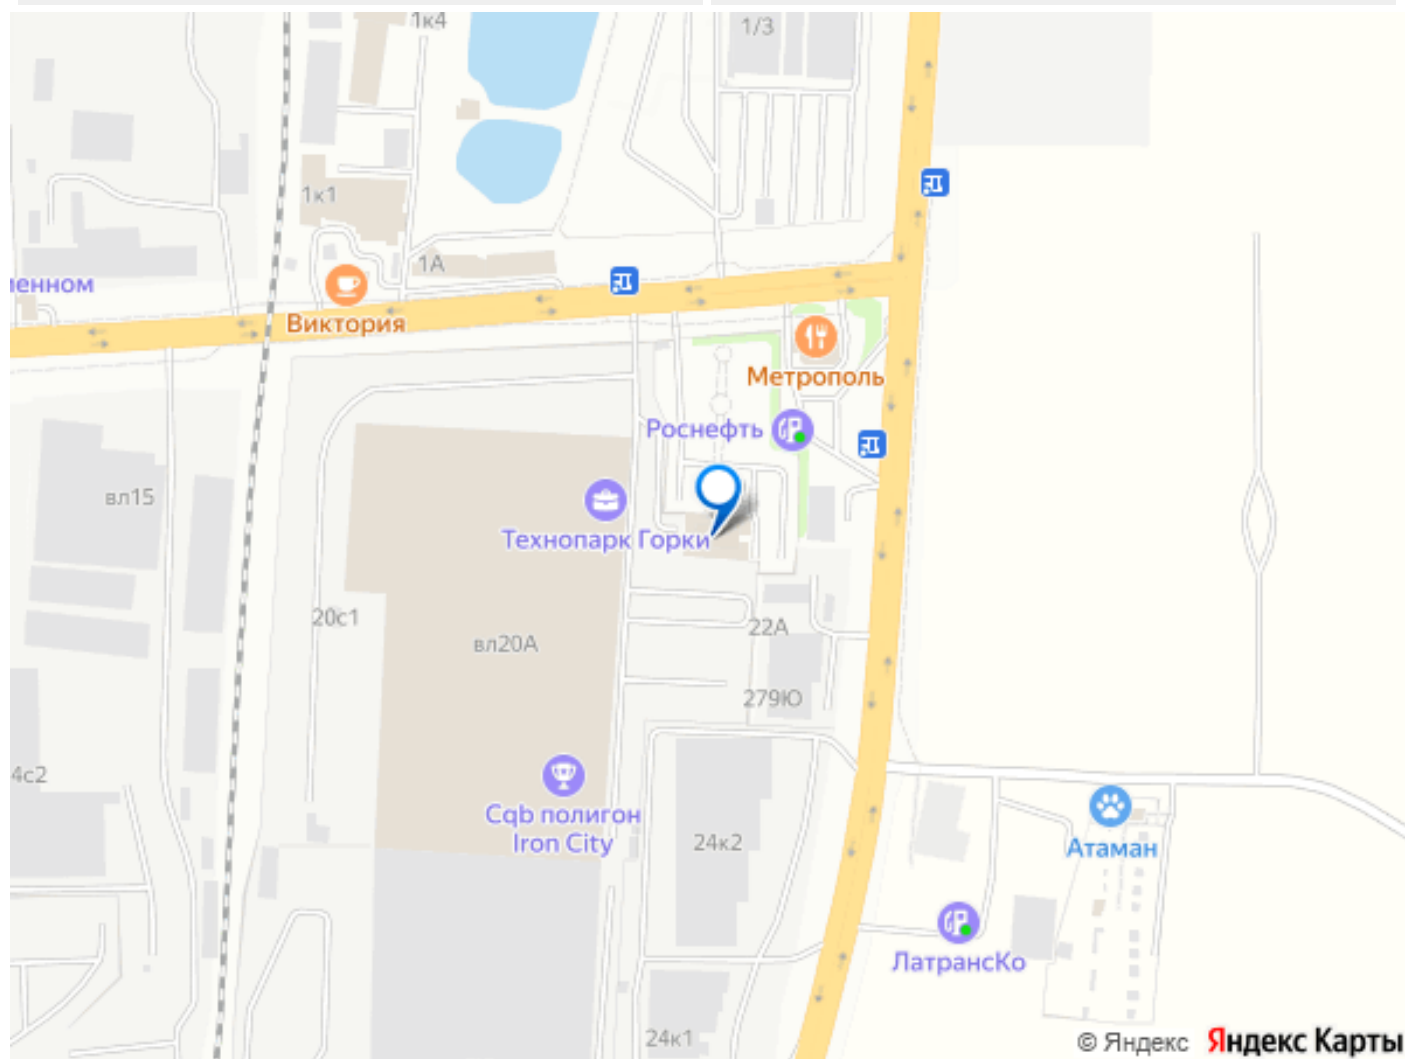 1к4
1/3
1к1
1А
ленном
Виктория
Метрополь
Роснефть
вл15
Технопарк Горки
20с1
вл20А
22А
279Ю
4с2
Cqb полигон
Iron City
24к2
Атаман
ЛатрансКо
24к1
© Яндекс Яндекс Карты